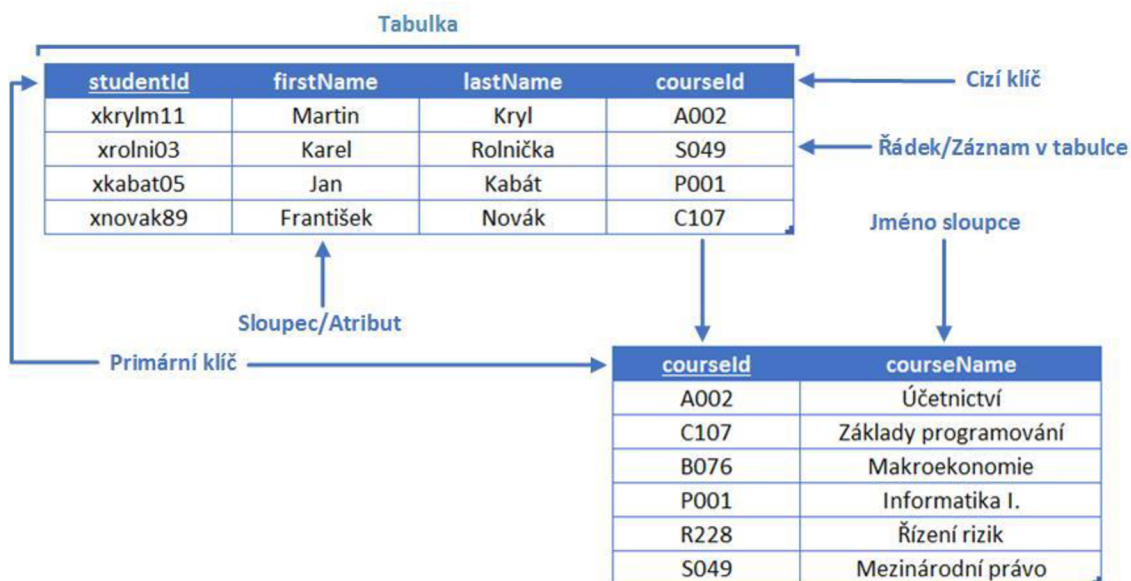 Tabulka
studentId firstName lastName courseId
Cizí klíč
xkrylm11 Martin Kryl A002
xrolni03 Karel Rolnička S049
Řádek/Záznam v tabulce
xkabat05 Jan Kabát P001
xnovak89 František Novák C107
Jméno sloupce
Sloupec/Atribut
Primární klíč
courseId courseName
A002 Účetnictví
C107 Základy programování
B076 Makroekonomie
P001 Informatika I.
R228 Řízení rizik
S049 Mezinárodní právo